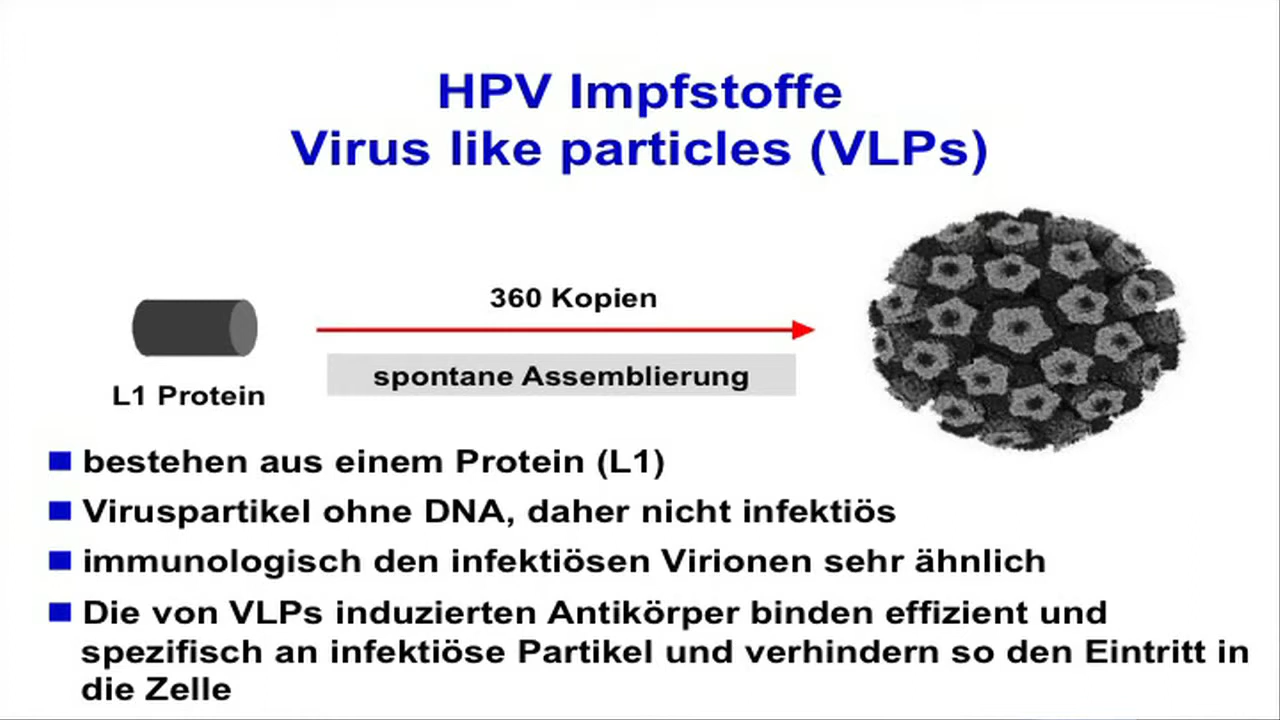 HPV Impfstoffe
Virus like particles (VLPs)
360 Kopien
spontane Assemblierung
L1 Protein
bestehen aus einem Protein (L1)
Viruspartikel ohne DNA, daher nicht infektiös
immunologisch den infektiösen Virionen sehr ähnlich
Die von VLPs induzierten Antikörper binden effizient und
spezifisch an infektiöse Partikel und verhindern so den Eintritt in
die Zelle